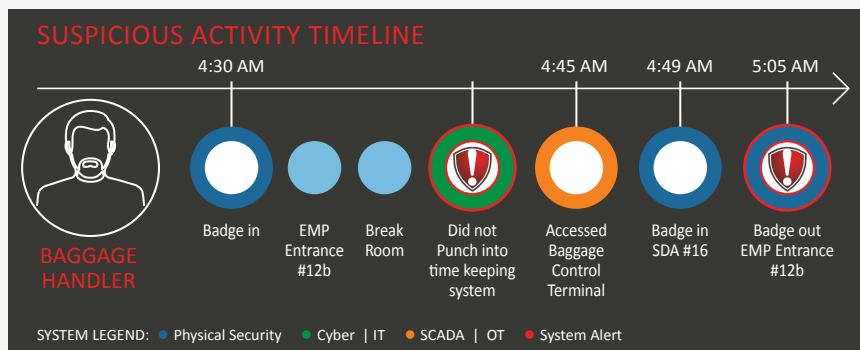 SUSPICIOUS ACTIVITY TIMELINE
4:30 AM
4:45 AM
4:49 AM
5:05 AM
BAGGAGE
HANDLER
Badge in
EMP
Entrance
#12b
Break
Room
Did not
Punch into
time keeping
system
Accessed
Baggage
Control
Terminal
Badge in
SDA #16
Badge out
EMP Entrance
#12b
SYSTEM LEGEND: Physical Security Cyber | IT SCADA | OT System Alert